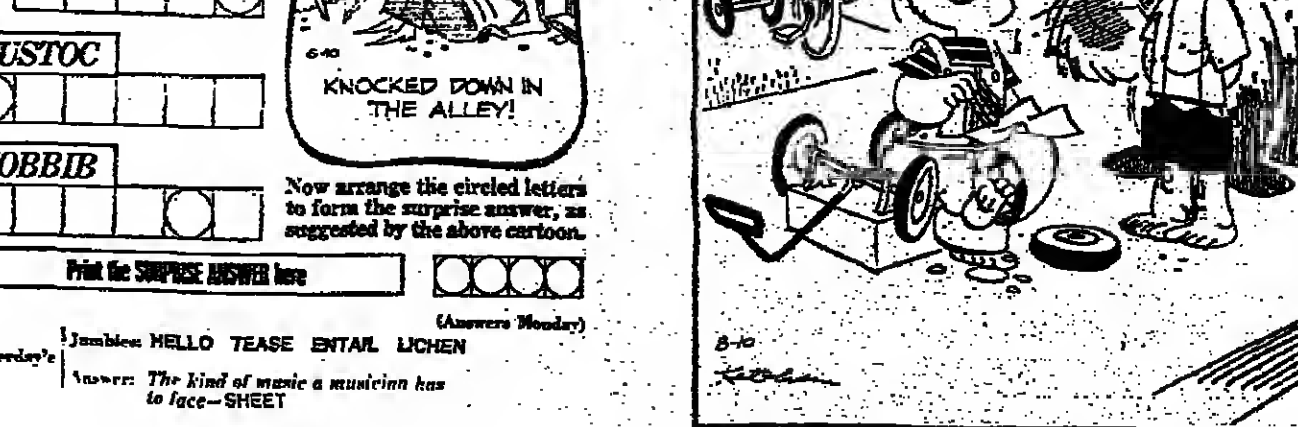 USTOC
OBBIB
6-10
KNOCKED DOWN IN
THE ALLEY!
Now arrange the circled letters
to form the surprise answer, as
suggested by the above cartoon.
Print the SURPRISE ANSWER here
(Answers Monday)
Jumbles: HELLO TEASE ENTAIL LICHEN
Answer: The kind of music a musician has
to face—SHEET
8-10